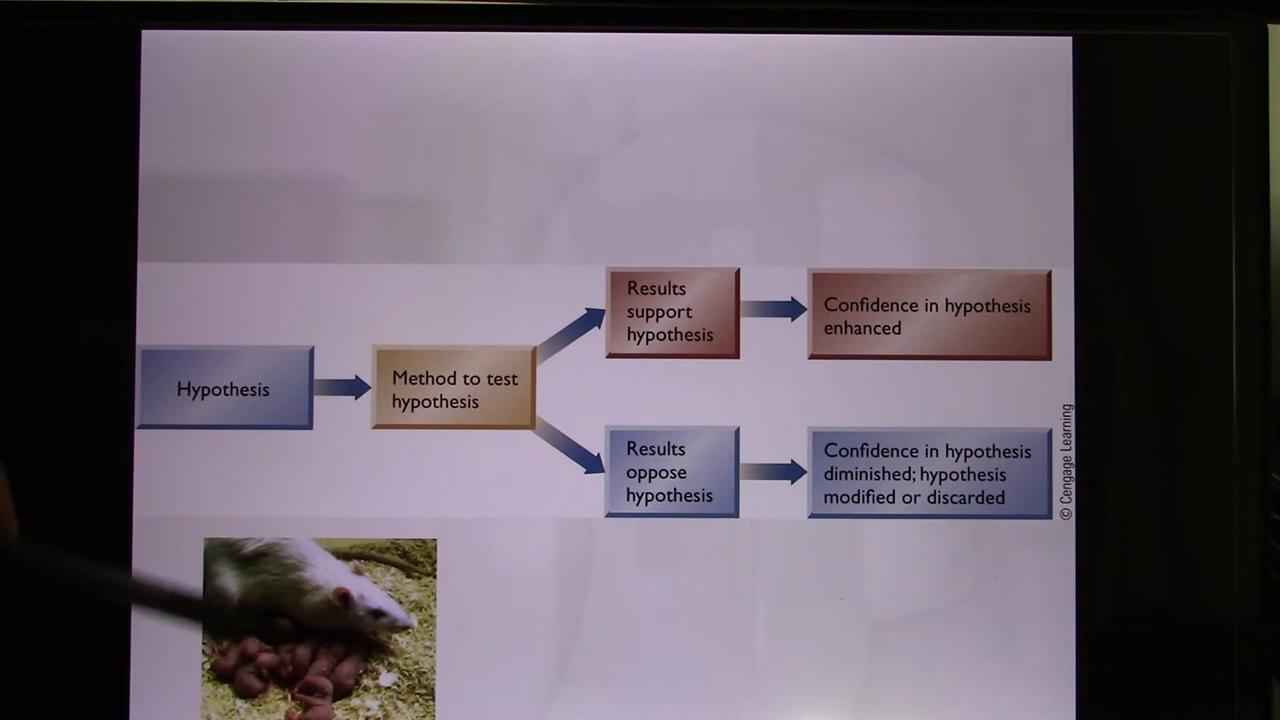 Hypothesis
Method to test
hypothesis
Results
support
hypothesis
Confidence in hypothesis
enhanced
Results
oppose
hypothesis
Confidence in hypothesis
diminished; hypothesis
modified or discarded
© Cengage Learning